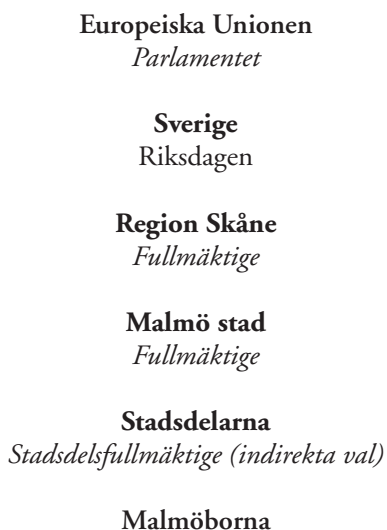 Europeiska Unionen
Parlamentet
Sverige
Riksdagen
Region Skåne
Fullmäktige
Malmö stad
Fullmäktige
Stadsdelarna
Stadsdelsfullmäktige (indirekta val)
Malmöborna